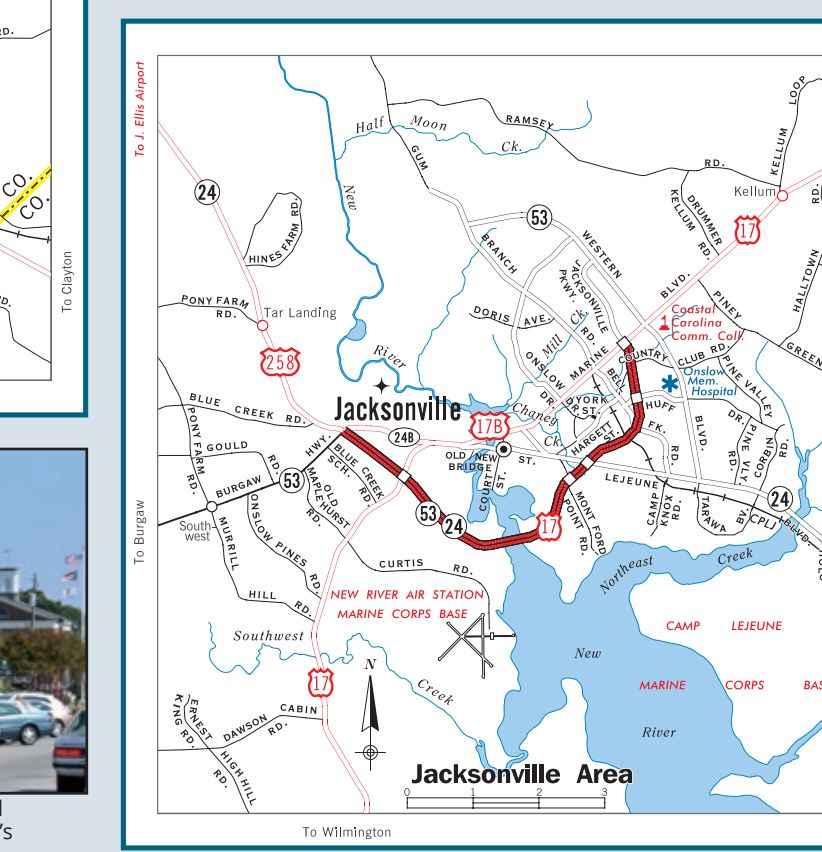 RD.
CO.
CO.
To Clayton
D.
'S
To J. Ellis Airport
Half Moon Ck.
RAMSEY RD.
GUM BRANCH RD.
New River
KELLUM LOOP
RD.
Kellum
24
53
17
HINES FARM RD.
WESTERN BLVD.
DRUMMER KELLUM RD.
HALLTOWN
JACKSONVILLE PKWY.
BLVD.
PINEY GREEN
PONY FARM RD.
Tar Landing
DORIS AVE.
Mill Ck.
Coastal
Carolina
Comm. Coll.
258
ONSLOW DR.
MARINE
COUNTRY CLUB RD.
BELL
Onslow
Mem.
Hospital
PINE VALLEY DR.
Jacksonville
BLUE CREEK RD.
17B
Chaney Ck.
YORK ST.
HUFF
24B
OLD BRIDGE ST.
NEW
HARGETT ST.
FK. RD.
PINE VLY RD.
CORBIN RD.
GOULD RD.
PONY FARM RD.
HWY.
BURGAW
53
BLUE CREEK SCH. RD.
COURT ST.
LEJEUNE BLVD.
24
South-
west
To Burgaw
OLD MAPLEHURST RD.
53
24
17
MONT FORD
POINT RD.
CAMP KNOX RD.
TARAWA BV.
CPLJ
MURRILL HILL RD.
ONSLOW PINES RD.
CURTIS RD.
Northeast Creek
NEW RIVER AIR STATION
MARINE CORPS BASE
CAMP LEJEUNE
Southwest Creek
New
17
N
MARINE CORPS BAS
River
ERNEST KING RD.
DAWSON CABIN RD.
HIGH HILL RD.
Jacksonville Area
0 1 2 3
To Wilmington